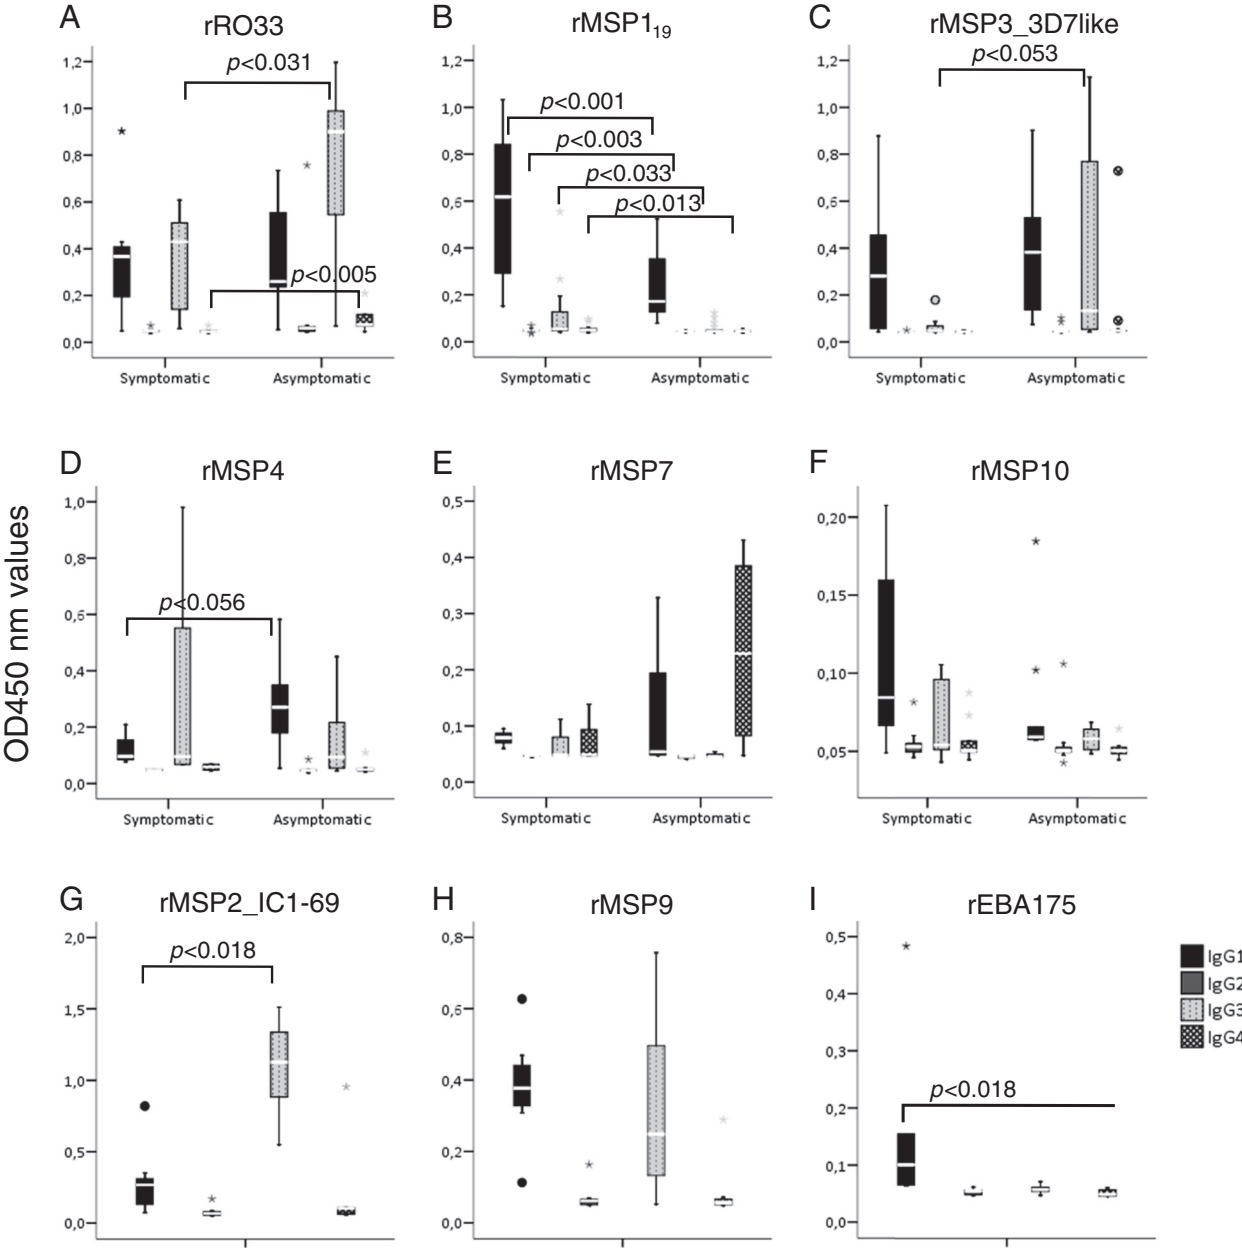 A
rRO33
1,2
1,0
0,8
0,6
0,4
0,2
0,0
p<0.031
p<0.005
Symptomatic
Asymptomatic
B
rMSP1₁₉
1,2
1,0
0,8
0,6
0,4
0,2
0,0
p<0.001
p<0.003
p<0.033
p<0.013
Symptomatic
Asymptomatic
C
rMSP3_3D7like
1,2
1,0
0,8
0,6
0,4
0,2
0,0
p<0.053
Symptomatic
Asymptomatic
OD450 nm values
D
rMSP4
1,0
0,8
0,6
0,4
0,2
0,0
p<0.056
Symptomatic
Asymptomatic
E
rMSP7
0,5
0,4
0,3
0,2
0,1
0,0
Symptomatic
Asymptomatic
F
rMSP10
0,20
0,15
0,10
0,05
Symptomatic
Asymptomatic
G
rMSP2_IC1-69
2,0
1,5
1,0
0,5
0,0
p<0.018
H
rMSP9
0,8
0,6
0,4
0,2
0,0
I
rEBA175
0,5
0,4
0,3
0,2
0,1
0,0
p<0.018
IgG1
IgG2
IgG3
IgG4